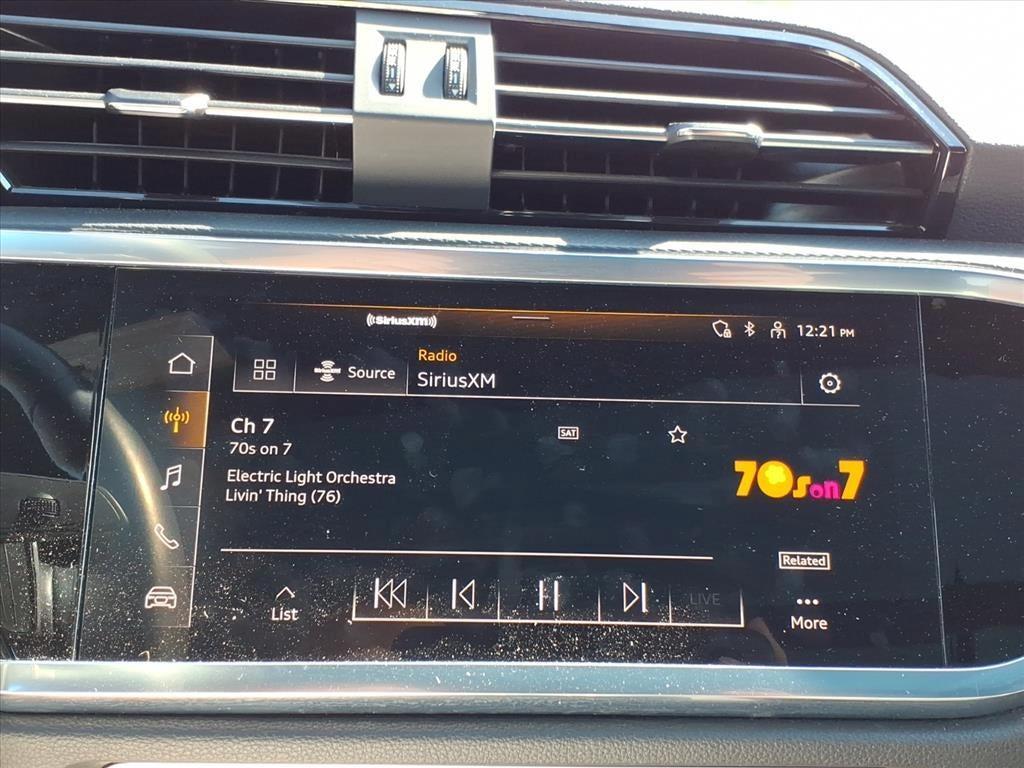 ((SiriusXM))
12:21 PM
SiriusXM
Source
Radio
SiriusXM
Ch 7
70s on 7
SAT
Electric Light Orchestra
Livin' Thing (76)
70s on 7
Related
List
LIVE
More